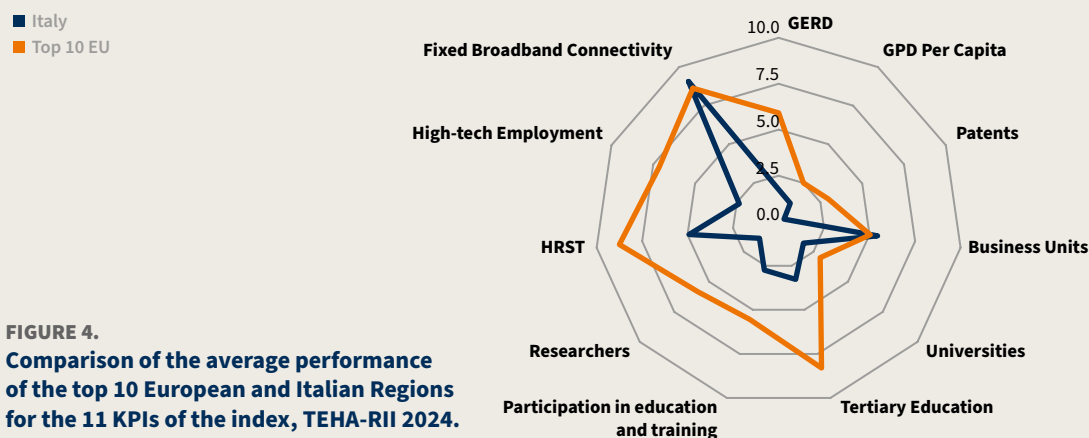 Italy
Top 10 EU
10.0
7.5
5.0
2.5
0.0
GERD
GPD Per Capita
Patents
Business Units
Universities
Tertiary Education
Participation in education
and training
Researchers
HRST
High-tech Employment
Fixed Broadband Connectivity
FIGURE 4.
Comparison of the average performance
of the top 10 European and Italian Regions
for the 11 KPIs of the index, TEHA-RII 2024.